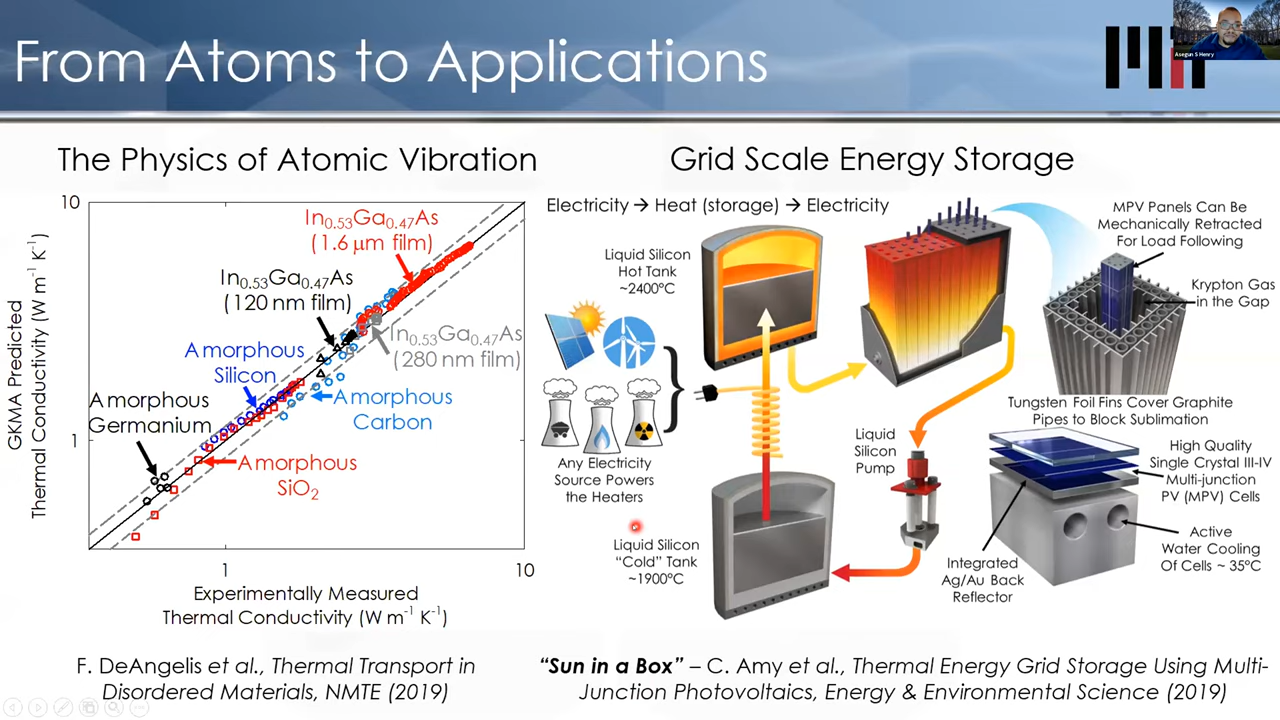 From Atoms to Applications
MIT
Asegun S Henry
The Physics of Atomic Vibration
GKMA Predicted
Thermal Conductivity (W m-1 K-1)
10
1
In0.53Ga0.47As
(1.6 μm film)
In0.53Ga0.47As
(120 nm film)
In0.53Ga0.47As
(280 nm film)
Amorphous
Silicon
Amorphous
Carbon
Amorphous
Germanium
Amorphous
SiO2
1
10
Experimentally Measured
Thermal Conductivity (W m-1 K-1)
F. DeAngelis et al., Thermal Transport in
Disordered Materials, NMTE (2019)
Grid Scale Energy Storage
Electricity → Heat (storage) → Electricity
Liquid Silicon
Hot Tank
~2400°C
Any Electricity
Source Powers
the Heaters
Liquid Silicon
“Cold” Tank
~1900°C
Liquid
Silicon
Pump
MPV Panels Can Be
Mechanically Retracted
For Load Following
Krypton Gas
in the Gap
Tungsten Foil Fins Cover Graphite
Pipes to Block Sublimation
High Quality
Single Crystal III-IV
Multi-junction
PV (MPV) Cells
Active
Water Cooling
Of Cells ~ 35°C
Integrated
Ag/Au Back
Reflector
“Sun in a Box” – C. Amy et al., Thermal Energy Grid Storage Using Multi-
Junction Photovoltaics, Energy & Environmental Science (2019)